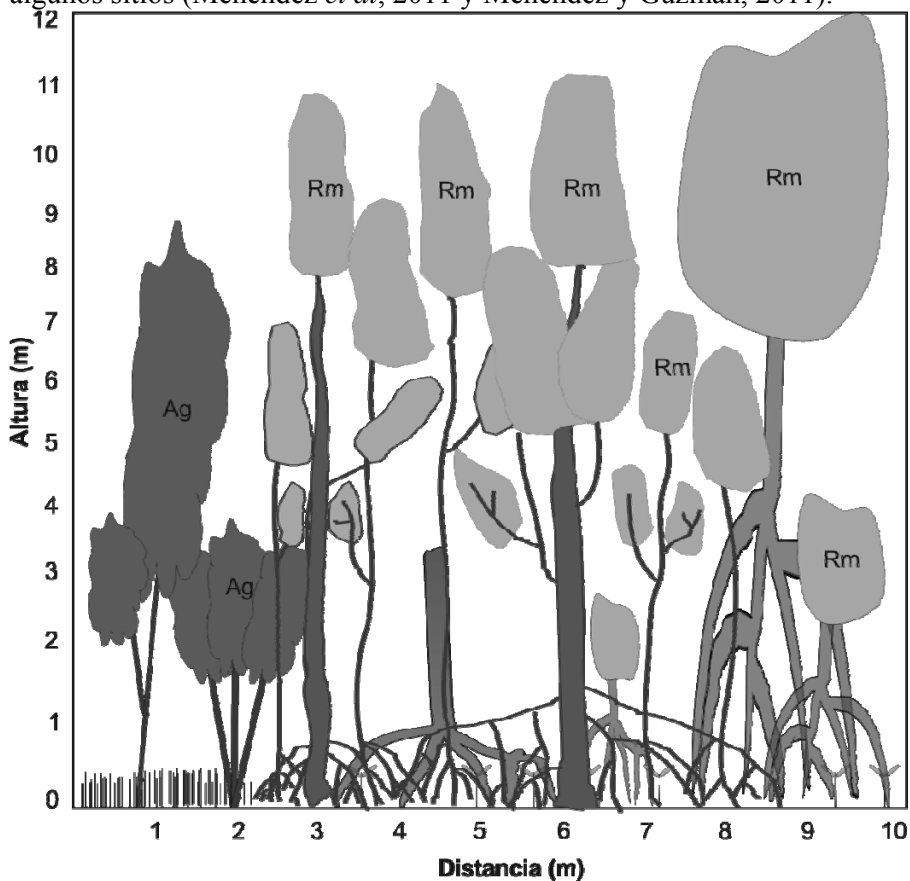 algunos sitios (Menéndez et al, 2011 y Menéndez y Guzmán, 2011).
12
11
10
9
8
7
6
5
4
3
2
1
0
Altura (m)
Rm
Rm
Rm
Rm
Rm
Ag
Rm
Ag
1 2 3 4 5 6 7 8 9 10
Distancia (m)